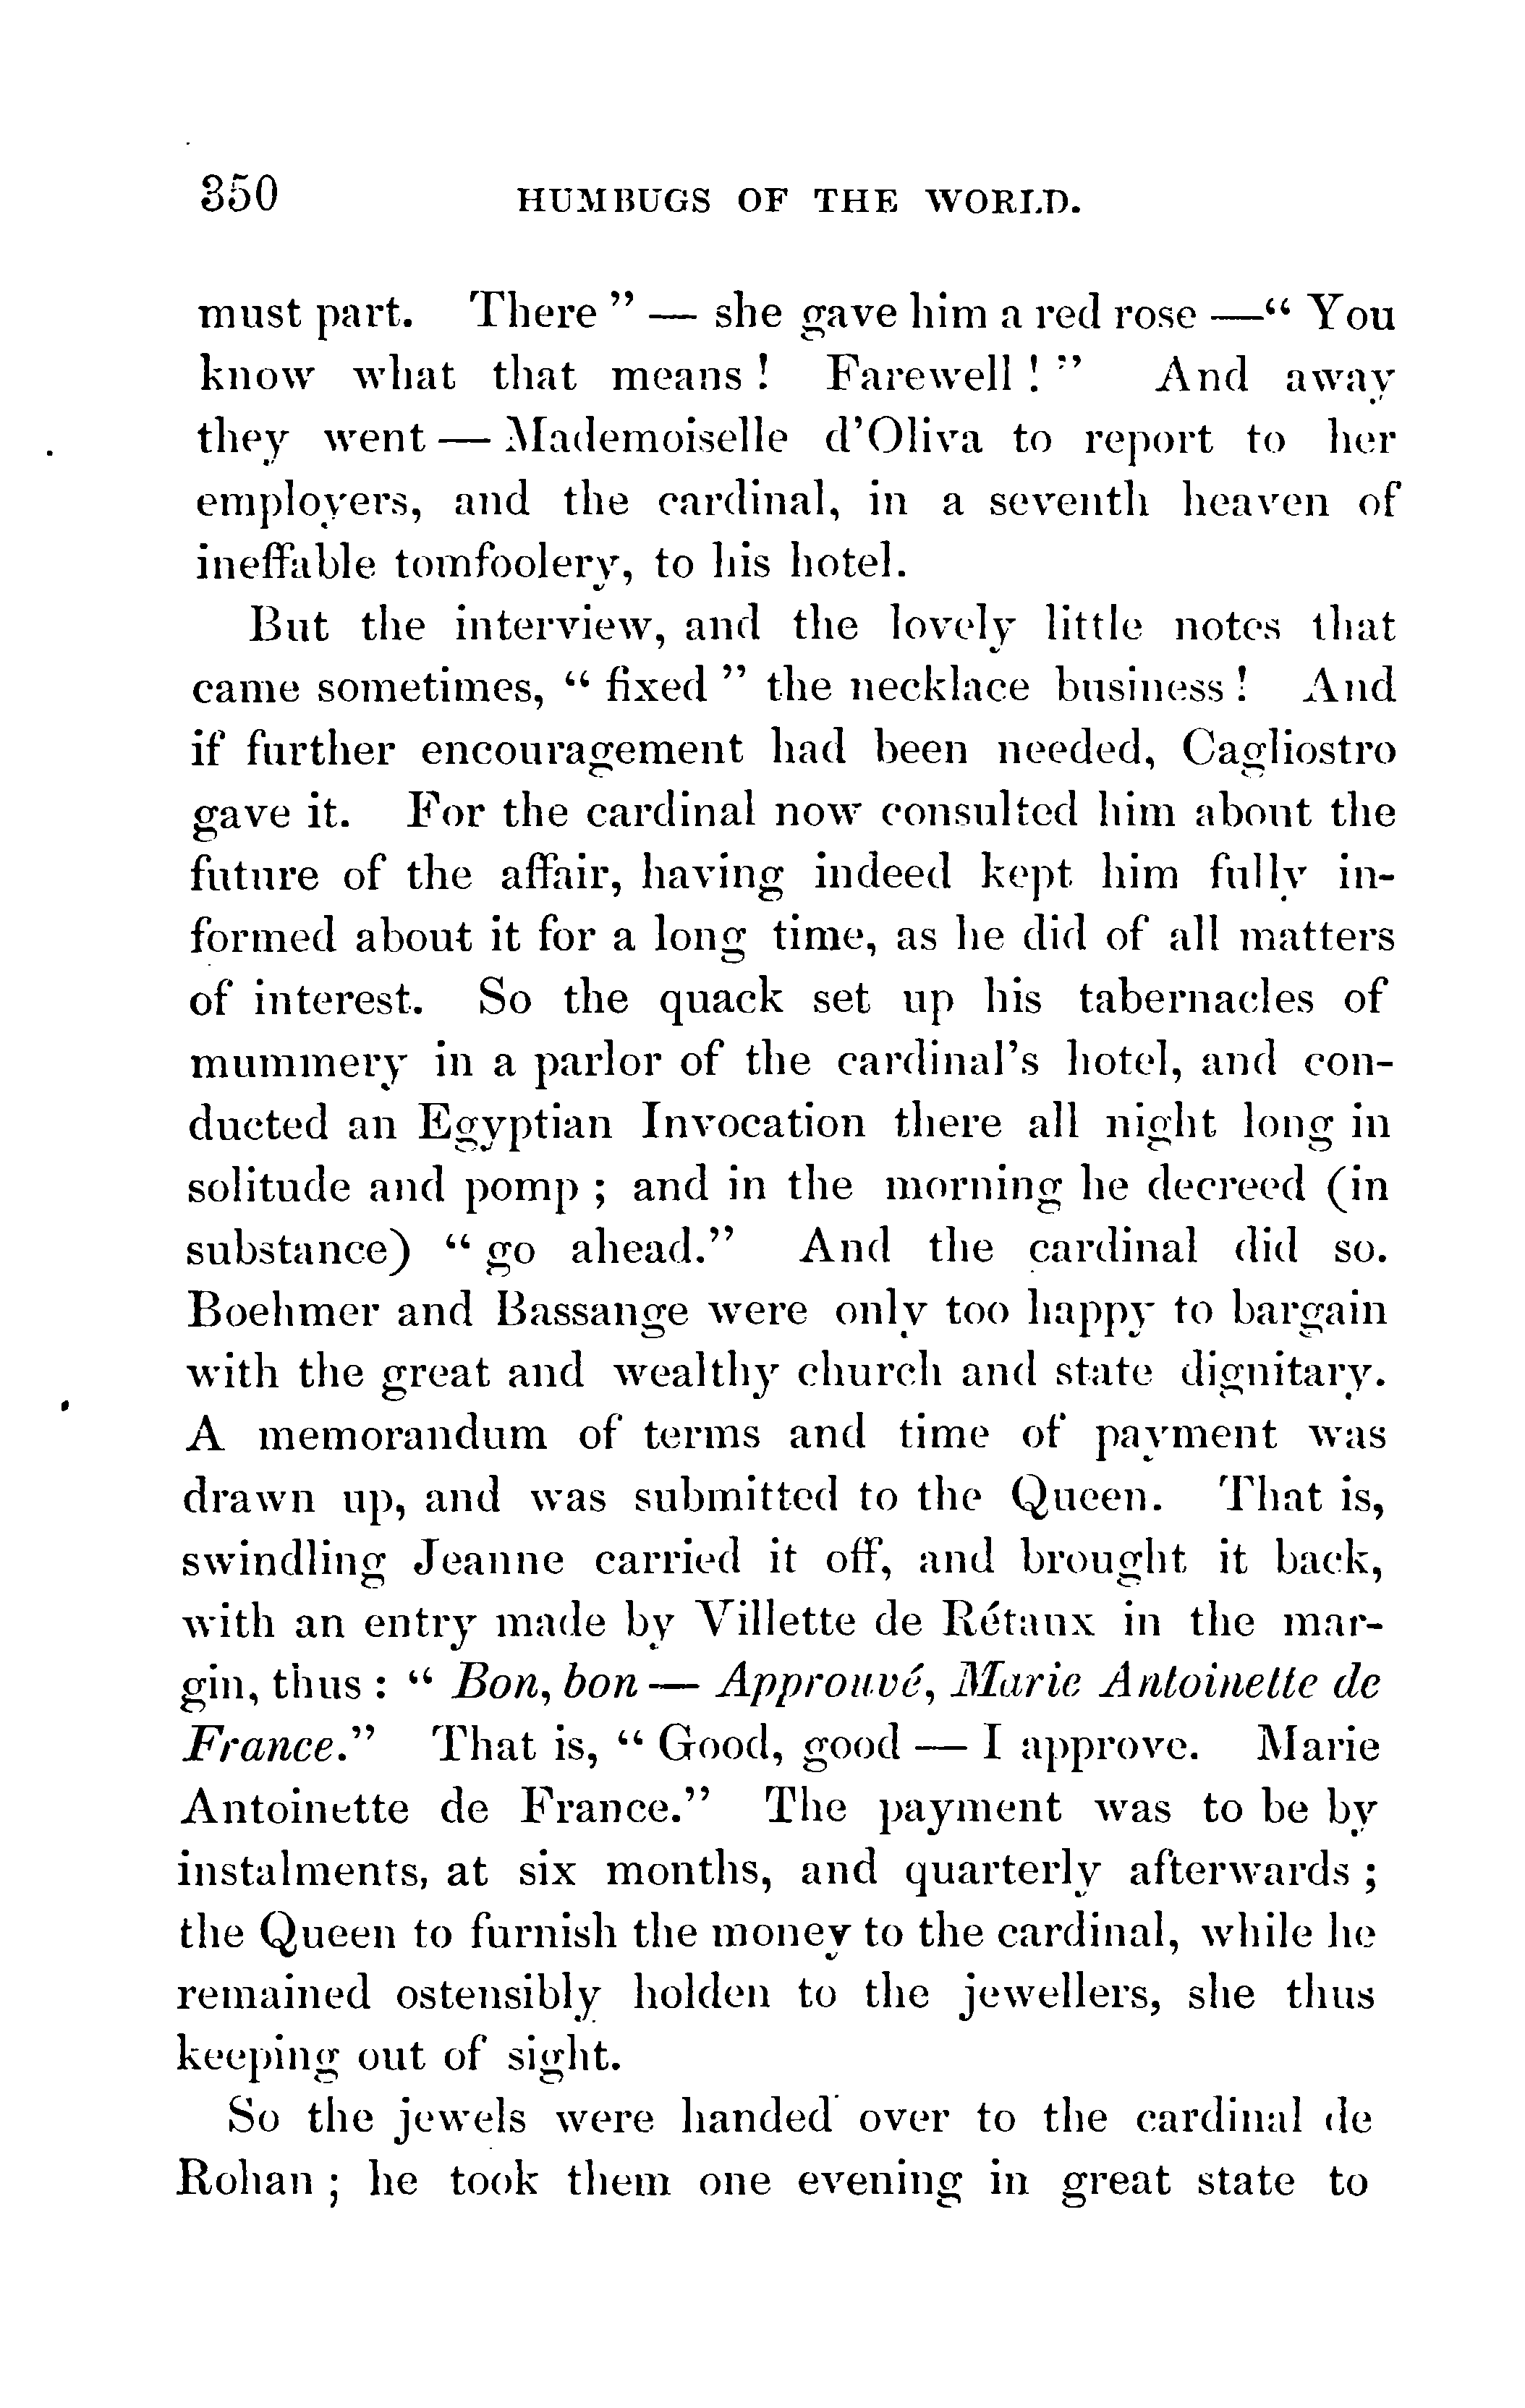 350 HUMBUGS OF THE WORLD.
must part. There" — she gave him a red rose —"You
know what that means! Farewell!" And away
they went — Mademoiselle d'Oliva to report to her
employers, and the cardinal, in a seventh heaven of
ineffable tomfoolery, to his hotel.
But the interview, and the lovely little notes that
came sometimes, "fixed" the necklace business! And
if further encouragement had been needed, Cagliostro
gave it. For the cardinal now consulted him about the
future of the affair, having indeed kept him fully in-
formed about it for a long time, as he did of all matters
of interest. So the quack set up his tabernacles of
mummery in a parlor of the cardinal's hotel, and con-
ducted an Egyptian Invocation there all night long in
solitude and pomp; and in the morning he decreed (in
substance) "go ahead." And the cardinal did so.
Boehmer and Bassange were only too happy to bargain
with the great and wealthy church and state dignitary.
A memorandum of terms and time of payment was
drawn up, and was submitted to the Queen. That is,
swindling Jeanne carried it off, and brought it back,
with an entry made by Villette de Rétaux in the mar-
gin, thus: "Bon, bon — Approuvé, Marie Antoinette de
France." That is, "Good, good — I approve. Marie
Antoinette de France." The payment was to be by
instalments, at six months, and quarterly afterwards;
the Queen to furnish the money to the cardinal, while he
remained ostensibly holden to the jewellers, she thus
keeping out of sight.
So the jewels were handed over to the cardinal de
Rohan; he took them one evening in great state to